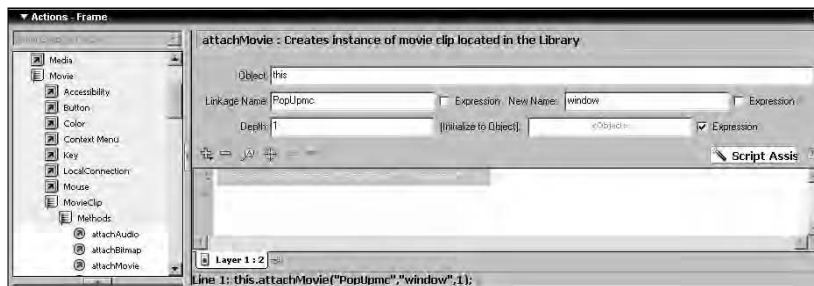 Actions - Frame
attachMovie : Creates instance of movie clip located in the Library
Media
Movie
Accessibility
Button
Color
Context Menu
Key
LocalConnection
Mouse
MovieClip
Methods
attachAudio
attachBitmap
attachMovie
Object: this
Linkage Name: PopUpmc Expression New Name: window Expression
Depth: 1 [Initialize to Object]: <Object> Expression
Script Assis
Layer 1 : 2
Line 1: this.attachMovie("PopUpmc","window",1);